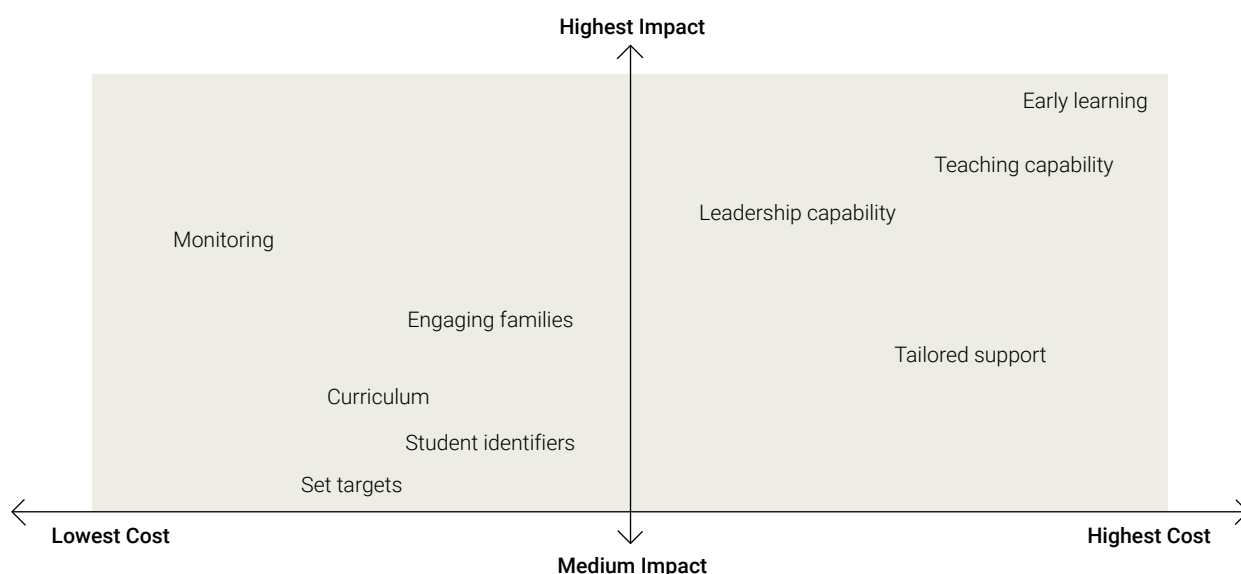 Highest Impact
Early learning
Teaching capability
Leadership capability
Monitoring
Engaging families
Tailored support
Curriculum
Student identifiers
Set targets
Lowest Cost
Highest Cost
Medium Impact